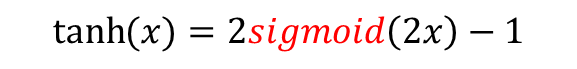 tanh(x) = 2sigmoid(2x) − 1